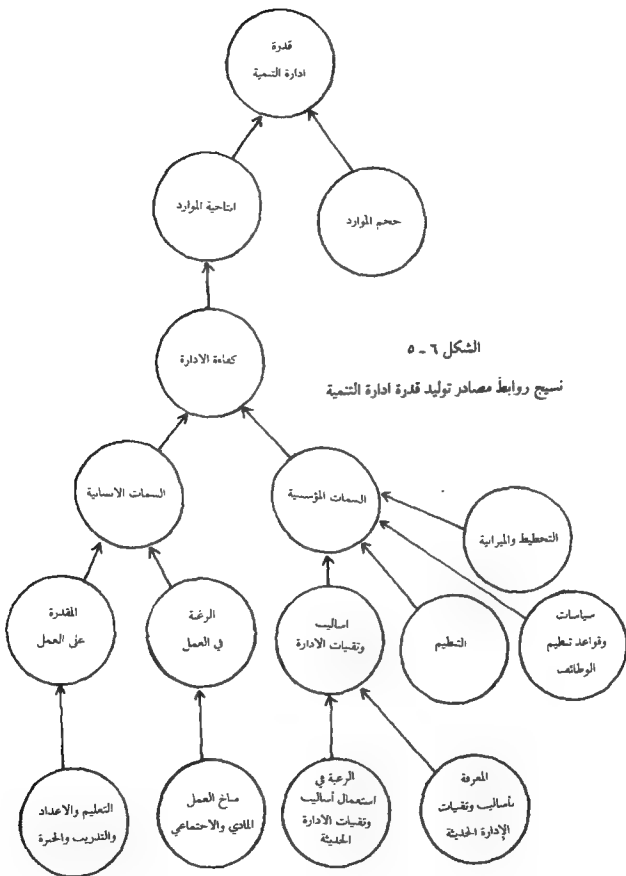 قدرة
ادارة التنمية
انتاجية الموارد
حجم الموارد
كفاءة الادارة
الشكل ٦ ـ ٥
نسيج روابط مصادر توليد قدرة ادارة التنمية
السمات الانسانية
السمات المؤسسية
التخطيط والميزانية
المقدرة
على العمل
الرغبة
في العمل
اساليب
وتقنيات الادارة
التنظيم
سياسات
وقواعد تنظيم
الوظائف
التعليم والاعداد
والتدريب والخبرة
مناخ العمل
المادي والاجتماعي
الرغبة في
استعمال أساليب
وتقنيات الادارة
الحديثة
المعرفة
بأساليب وتقنيات
الإدارة الحديثة